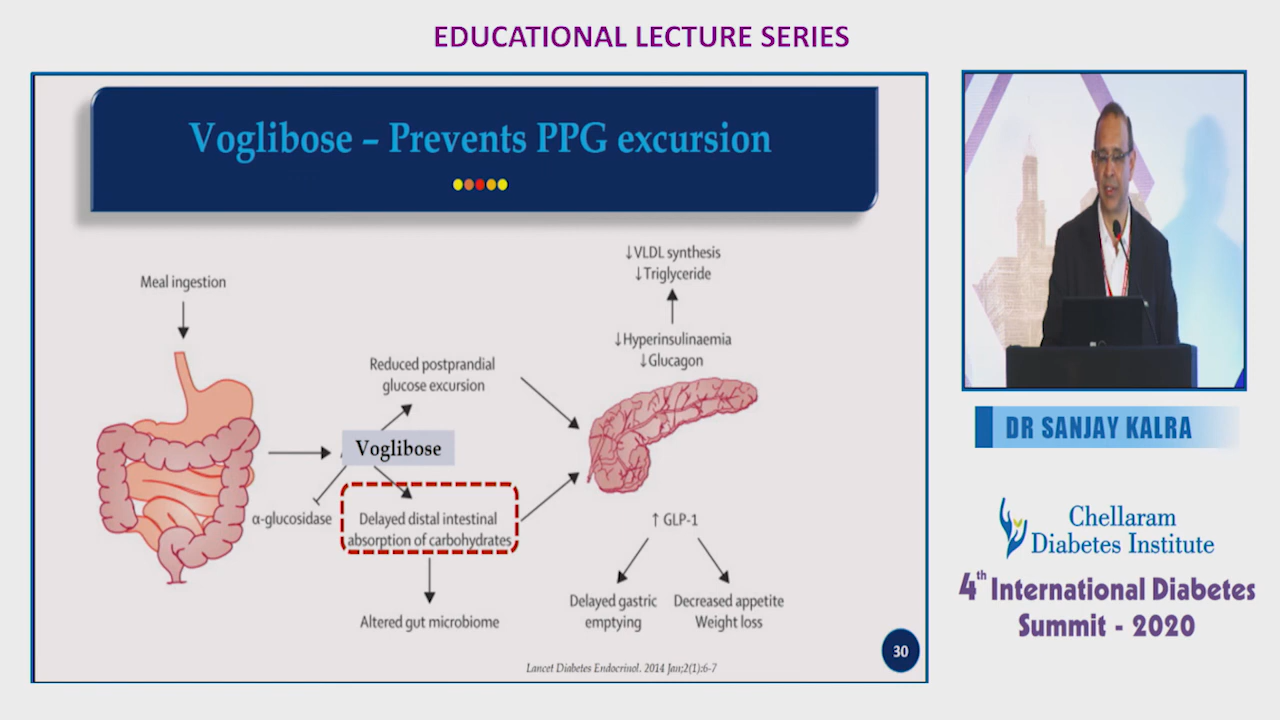 EDUCATIONAL LECTURE SERIES
Voglibose – Prevents PPG excursion
↓VLDL synthesis
↓Triglyceride
Meal ingestion
↓Hyperinsulinaemia
↓Glucagon
Reduced postprandial
glucose excursion
Voglibose
α-glucosidase
Delayed distal intestinal
absorption of carbohydrates
↑ GLP-1
Delayed gastric
emptying
Decreased appetite
Weight loss
Altered gut microbiome
30
Lancet Diabetes Endocrinol. 2014 Jan;2(1):6-7
DR SANJAY KALRA
Chellaram
Diabetes Institute
4th International Diabetes
Summit - 2020